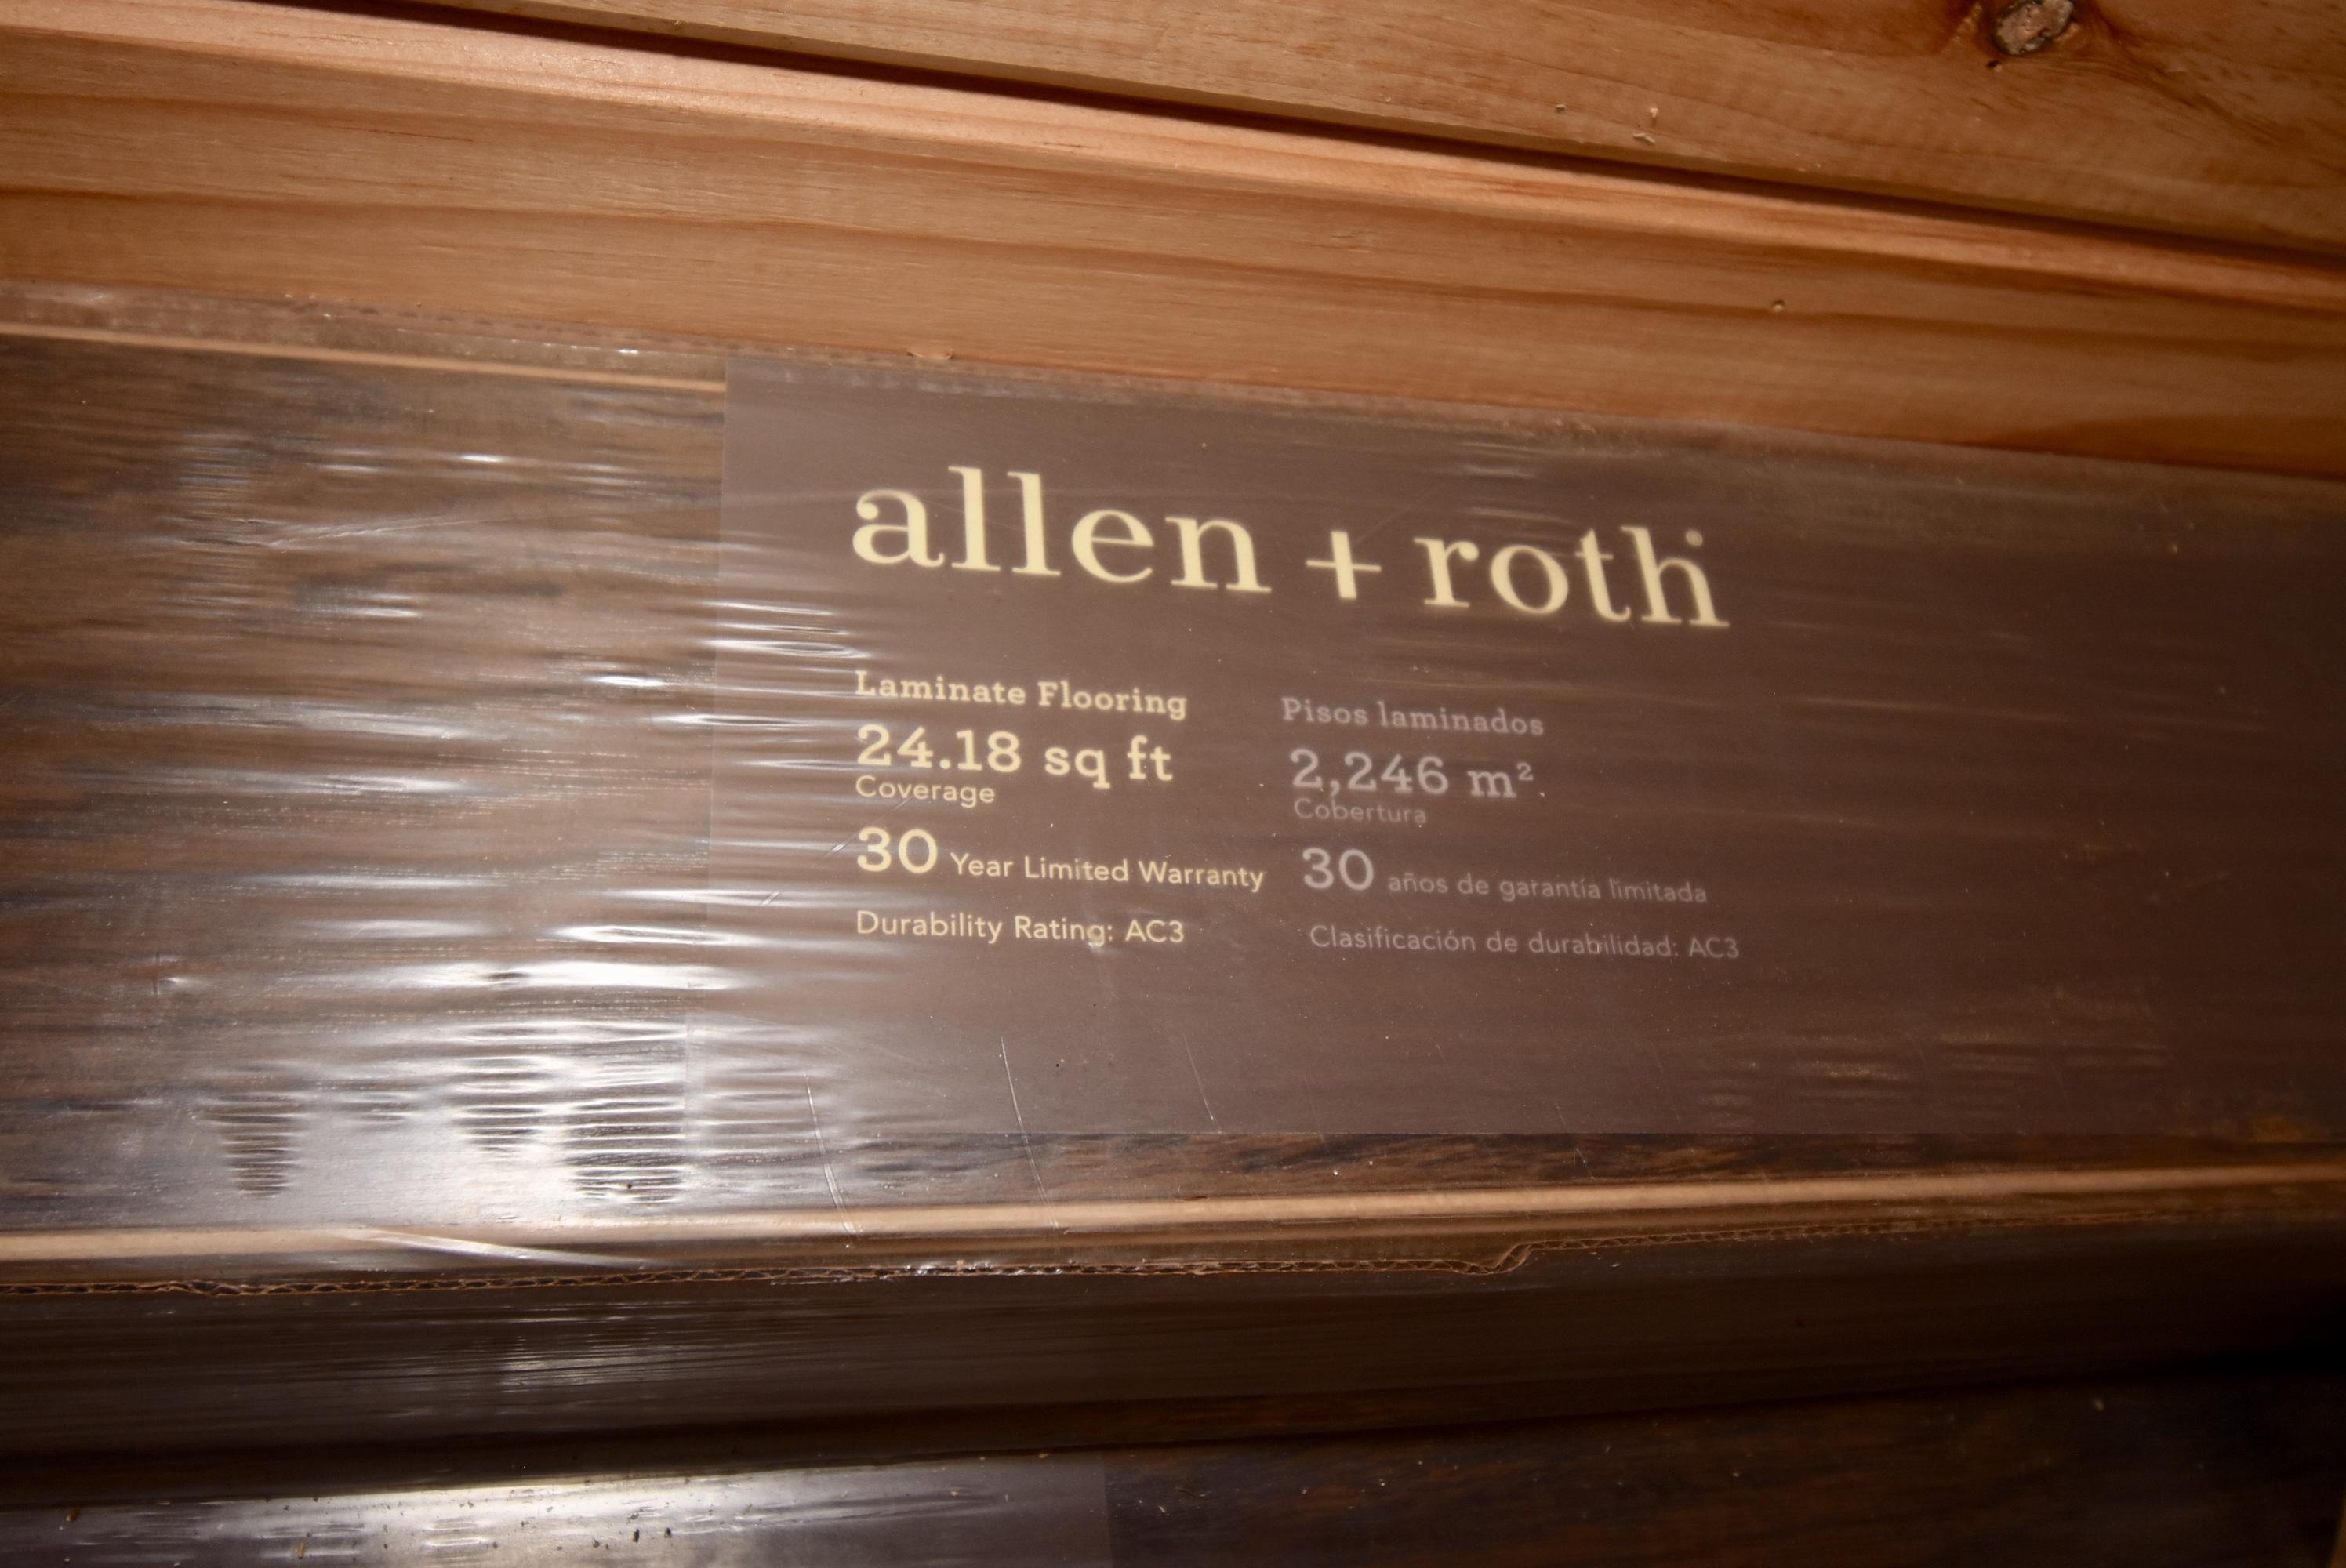 allen + roth
Laminate Flooring
24.18 sq ft
Coverage
30 Year Limited Warranty
Durability Rating: AC3
Pisos laminados
2,246 m²
Cobertura
30 años de garantía limitada
Clasificación de durabilidad: AC3